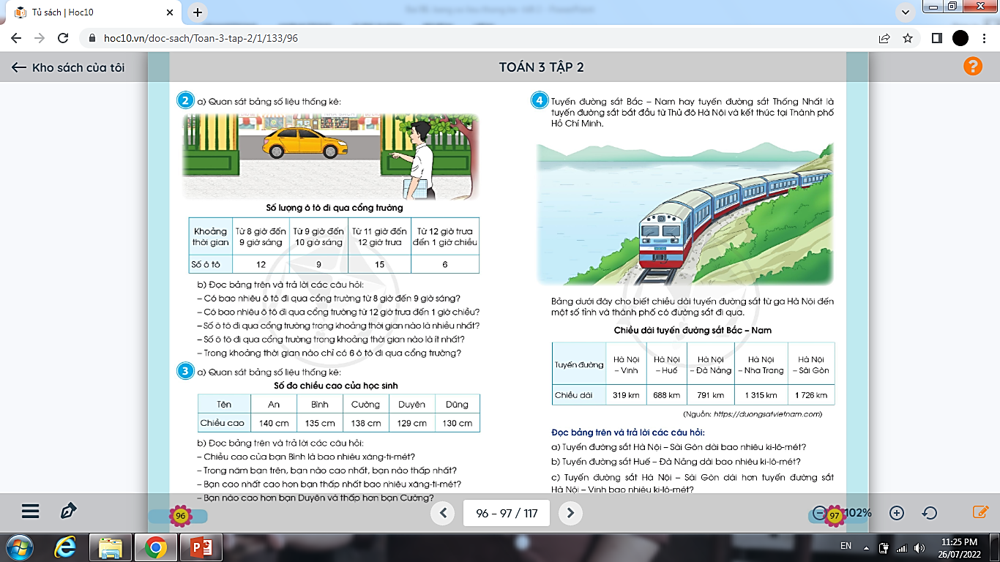 Tủ sách | Hoc10
hoc10.vn/doc-sach/Toan-3-tap-2/1/133/96
Kho sách của tôi
TOÁN 3 TẬP 2
2 a) Quan sát bảng số liệu thống kê:
Số lượng ô tô đi qua cổng trường
Khoảng thời gian | Từ 8 giờ đến 9 giờ sáng | Từ 9 giờ đến 10 giờ sáng | Từ 11 giờ đến 12 giờ trưa | Từ 12 giờ trưa đến 1 giờ chiều
Số ô tô | 12 | 9 | 15 | 6
b) Đọc bảng trên và trả lời các câu hỏi:
– Có bao nhiêu ô tô đi qua cổng trường từ 8 giờ đến 9 giờ sáng?
– Có bao nhiêu ô tô đi qua cổng trường từ 12 giờ trưa đến 1 giờ chiều?
– Số ô tô đi qua cổng trường trong khoảng thời gian nào là nhiều nhất?
– Số ô tô đi qua cổng trường trong khoảng thời gian nào là ít nhất?
– Trong khoảng thời gian nào chỉ có 6 ô tô đi qua cổng trường?
3 a) Quan sát bảng số liệu thống kê:
Số đo chiều cao của học sinh
Tên | An | Bình | Cường | Duyên | Dũng
Chiều cao | 140 cm | 135 cm | 138 cm | 129 cm | 130 cm
b) Đọc bảng trên và trả lời các câu hỏi:
– Chiều cao của bạn Bình là bao nhiêu xăng-ti-mét?
– Trong năm bạn trên, bạn nào cao nhất, bạn nào thấp nhất?
– Bạn cao nhất cao hơn bạn thấp nhất bao nhiêu xăng-ti-mét?
– Bạn nào cao hơn bạn Duyên và thấp hơn bạn Cường?
96
4 Tuyến đường sắt Bắc – Nam hay tuyến đường sắt Thống Nhất là
tuyến đường sắt bắt đầu từ Thủ đô Hà Nội và kết thúc tại Thành phố
Hồ Chí Minh.
Bảng dưới đây cho biết chiều dài tuyến đường sắt từ ga Hà Nội đến
một số tỉnh và thành phố có đường sắt đi qua.
Chiều dài tuyến đường sắt Bắc – Nam
Tuyến đường | Hà Nội – Vinh | Hà Nội – Huế | Hà Nội – Đà Nẵng | Hà Nội – Nha Trang | Hà Nội – Sài Gòn
Chiều dài | 319 km | 688 km | 791 km | 1 315 km | 1 726 km
(Nguồn: https://duongsatvietnam.com)
Đọc bảng trên và trả lời các câu hỏi:
a) Tuyến đường sắt Hà Nội – Sài Gòn dài bao nhiêu ki-lô-mét?
b) Tuyến đường sắt Huế – Đà Nẵng dài bao nhiêu ki-lô-mét?
c) Tuyến đường sắt Hà Nội – Sài Gòn dài hơn tuyến đường sắt
Hà Nội – Vinh bao nhiêu ki-lô-mét?
97
96 – 97 / 117
102%
EN
11:25 PM
26/07/2022